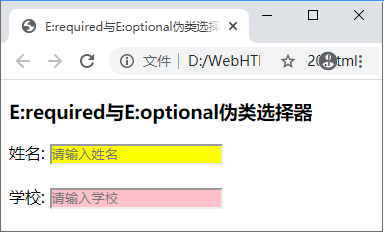 E:required与E:optional伪类选择
文件 D:/WebHTI 20 tml
E:required与E:optional伪类选择器
姓名: 请输入姓名
学校: 请输入学校